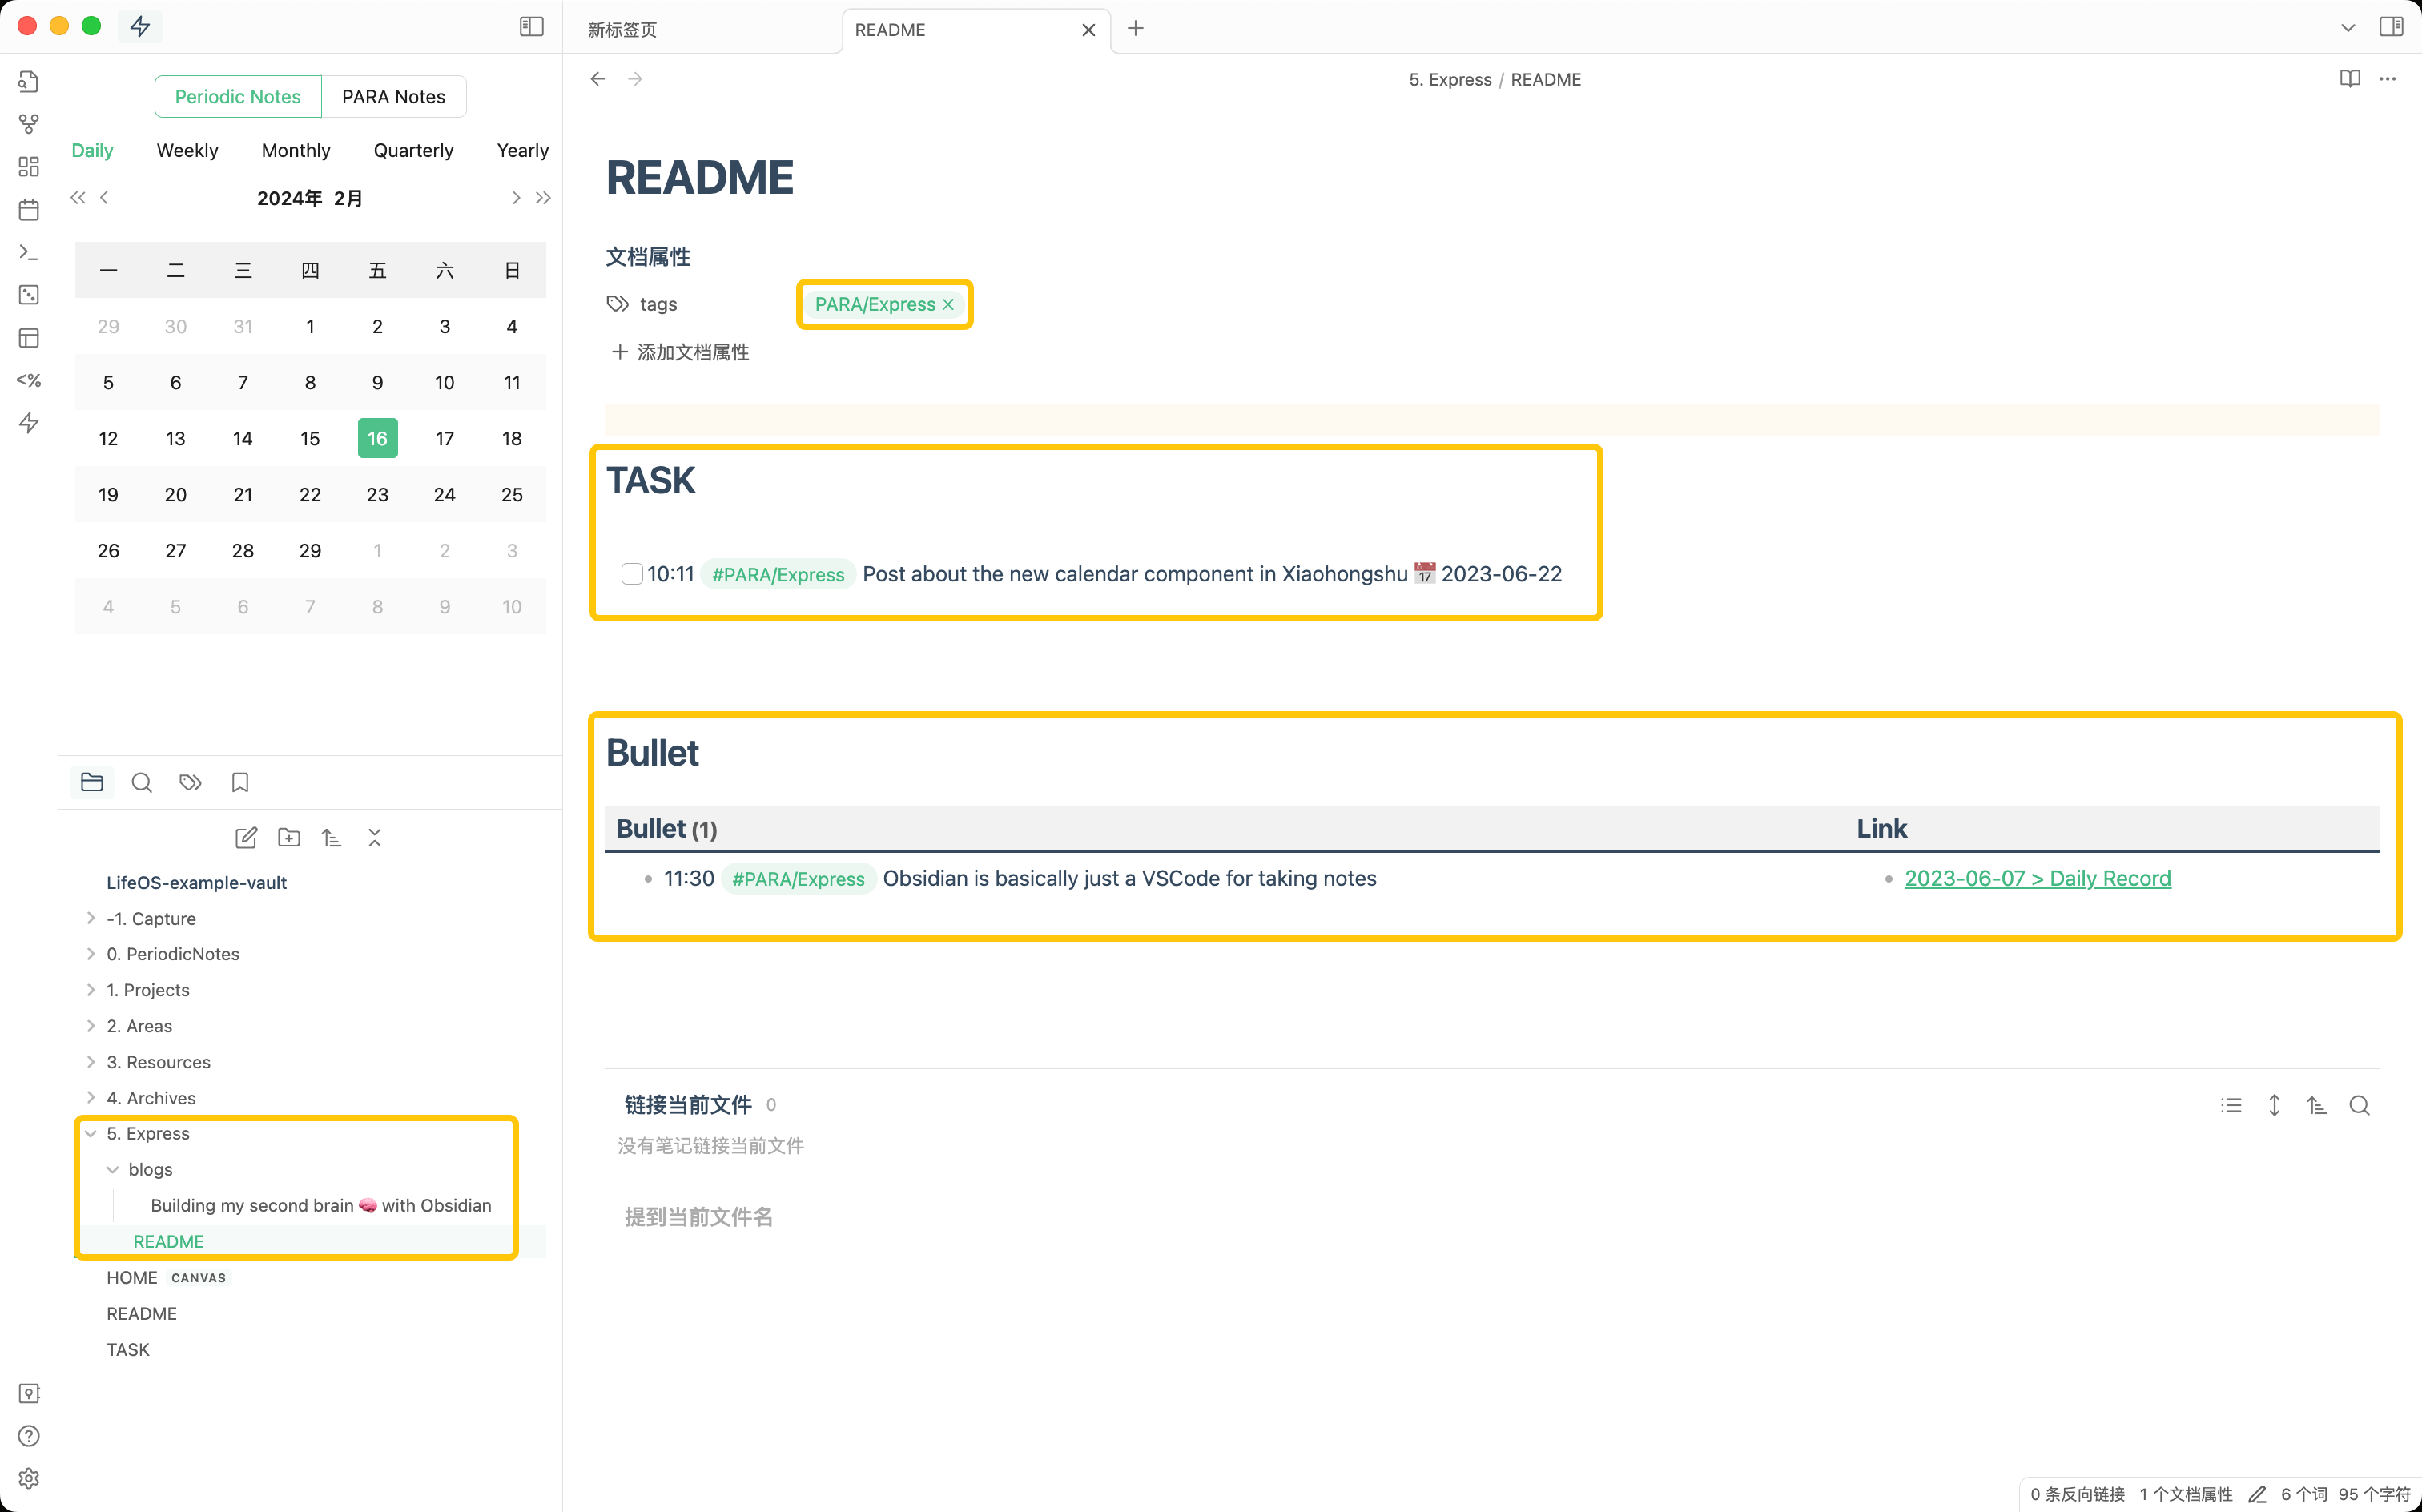 新标签页
README
Periodic Notes
PARA Notes
Daily
Weekly
Monthly
Quarterly
Yearly
2024年 2月
一 二 三 四 五 六 日
29 30 31 1 2 3 4
5 6 7 8 9 10 11
12 13 14 15 16 17 18
19 20 21 22 23 24 25
26 27 28 29 1 2 3
4 5 6 7 8 9 10
<%
LifeOS-example-vault
-1. Capture
0. PeriodicNotes
1. Projects
2. Areas
3. Resources
4. Archives
5. Express
blogs
Building my second brain 🧠 with Obsidian
README
HOME CANVAS
README
TASK
5. Express / README
README
文档属性
tags PARA/Express
添加文档属性
TASK
10:11 #PARA/Express Post about the new calendar component in Xiaohongshu 📅 2023-06-22
Bullet
Bullet (1) Link
11:30 #PARA/Express Obsidian is basically just a VSCode for taking notes
2023-06-07 > Daily Record
链接当前文件 0
没有笔记链接当前文件
提到当前文件名
0 条反向链接 1 个文档属性 6 个词 95 个字符